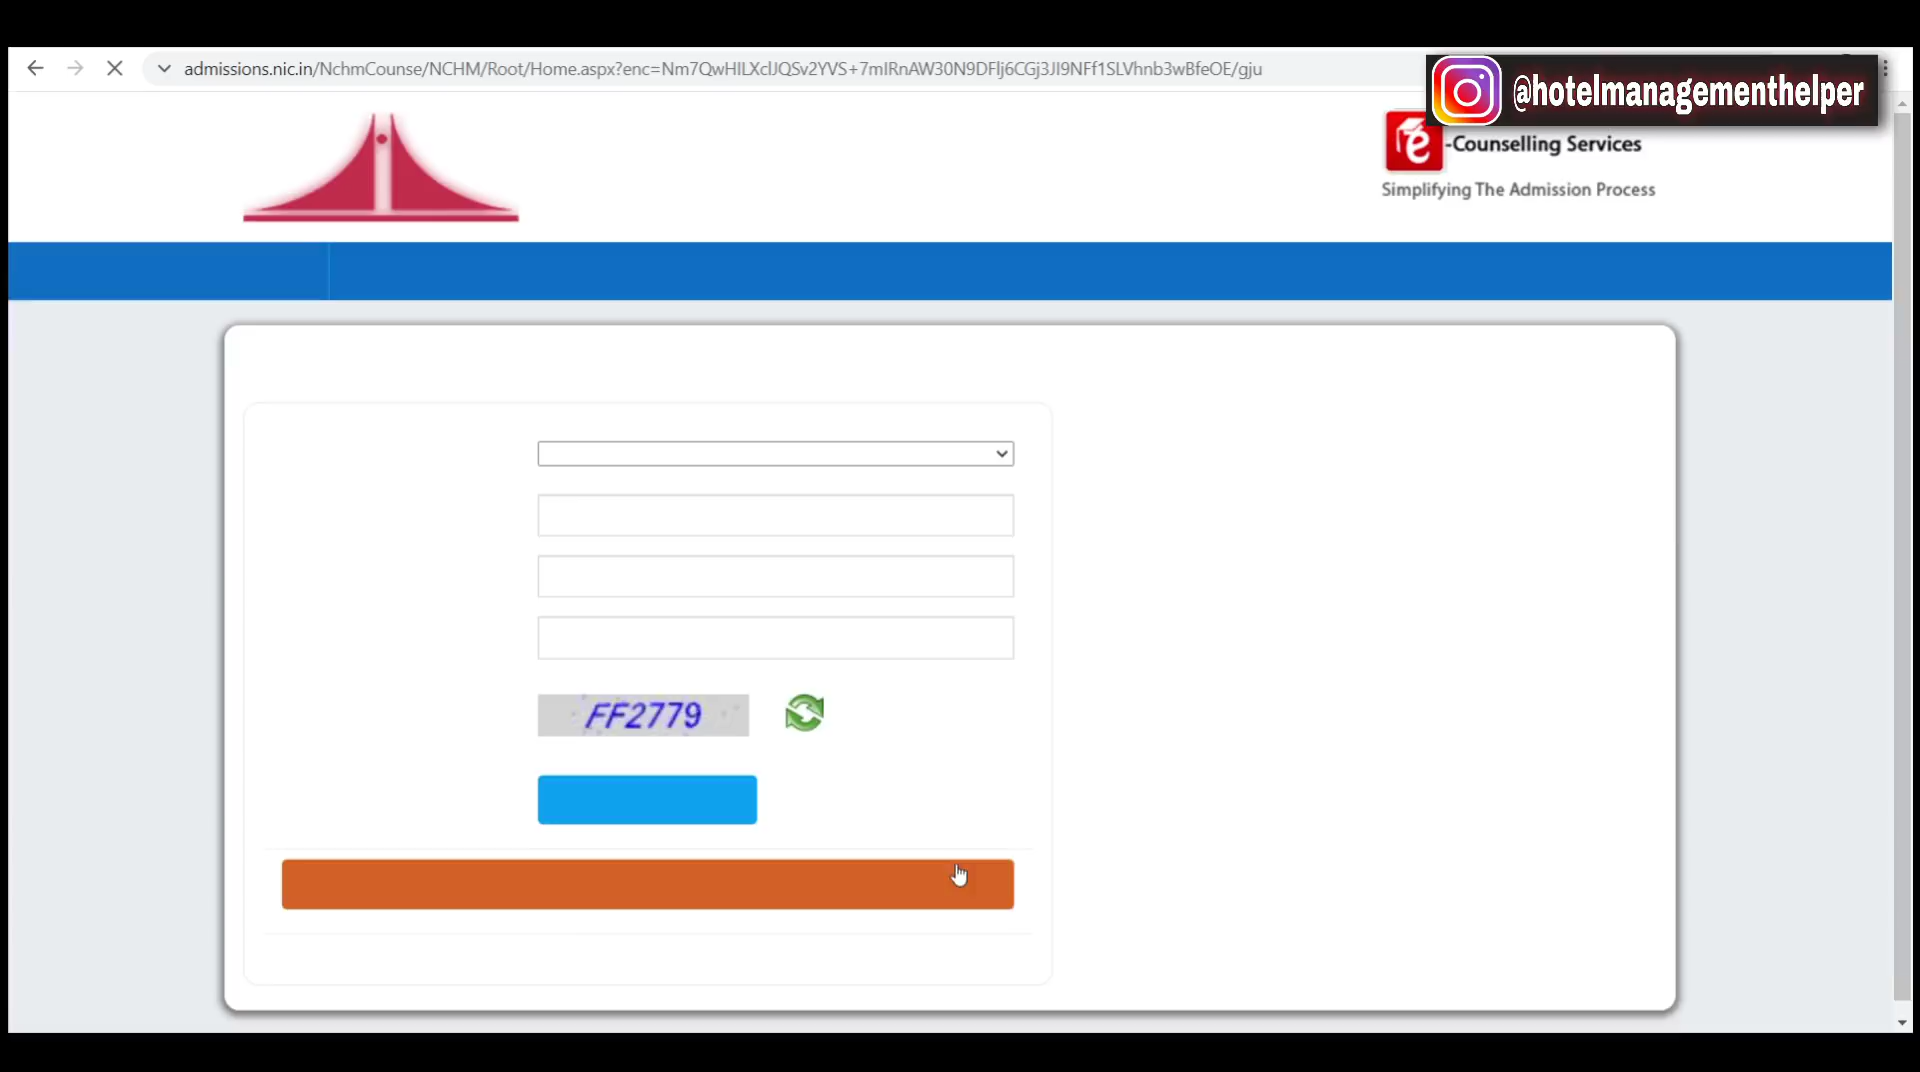 admissions.nic.in/NchmCounse/NCHM/Root/Home.aspx?enc=Nm7QwHILXclJQSv2YVS+7mIRnAW30N9DFlj6CGj3JI9NFf1SLVhnb3wBfeOE/gju
@hotelmanagementhelper
e-Counselling Services
Simplifying The Admission Process
FF2779